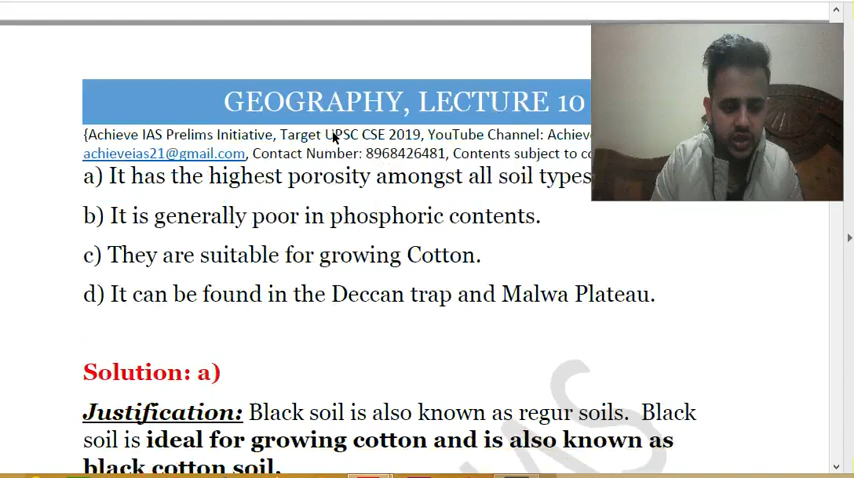 GEOGRAPHY, LECTURE 10
{Achieve IAS Prelims Initiative, Target UPSC CSE 2019, YouTube Channel: Achieve
achieveias21@gmail.com, Contact Number: 8968426481, Contents subject to
a) It has the highest porosity amongst all soil types
b) It is generally poor in phosphoric contents.
c) They are suitable for growing Cotton.
d) It can be found in the Deccan trap and Malwa Plateau.
Solution: a)
Justification: Black soil is also known as regur soils. Black
soil is ideal for growing cotton and is also known as
black cotton soil.
IAS